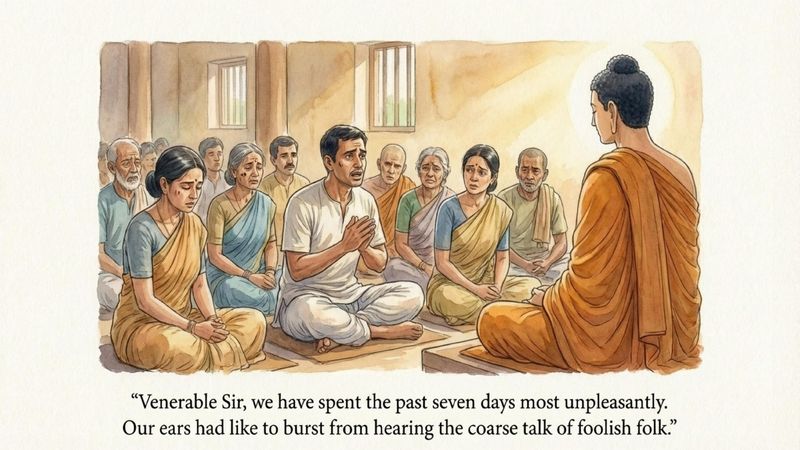 “Venerable Sir, we have spent the past seven days most unpleasantly.
Our ears had like to burst from hearing the coarse talk of foolish folk.”